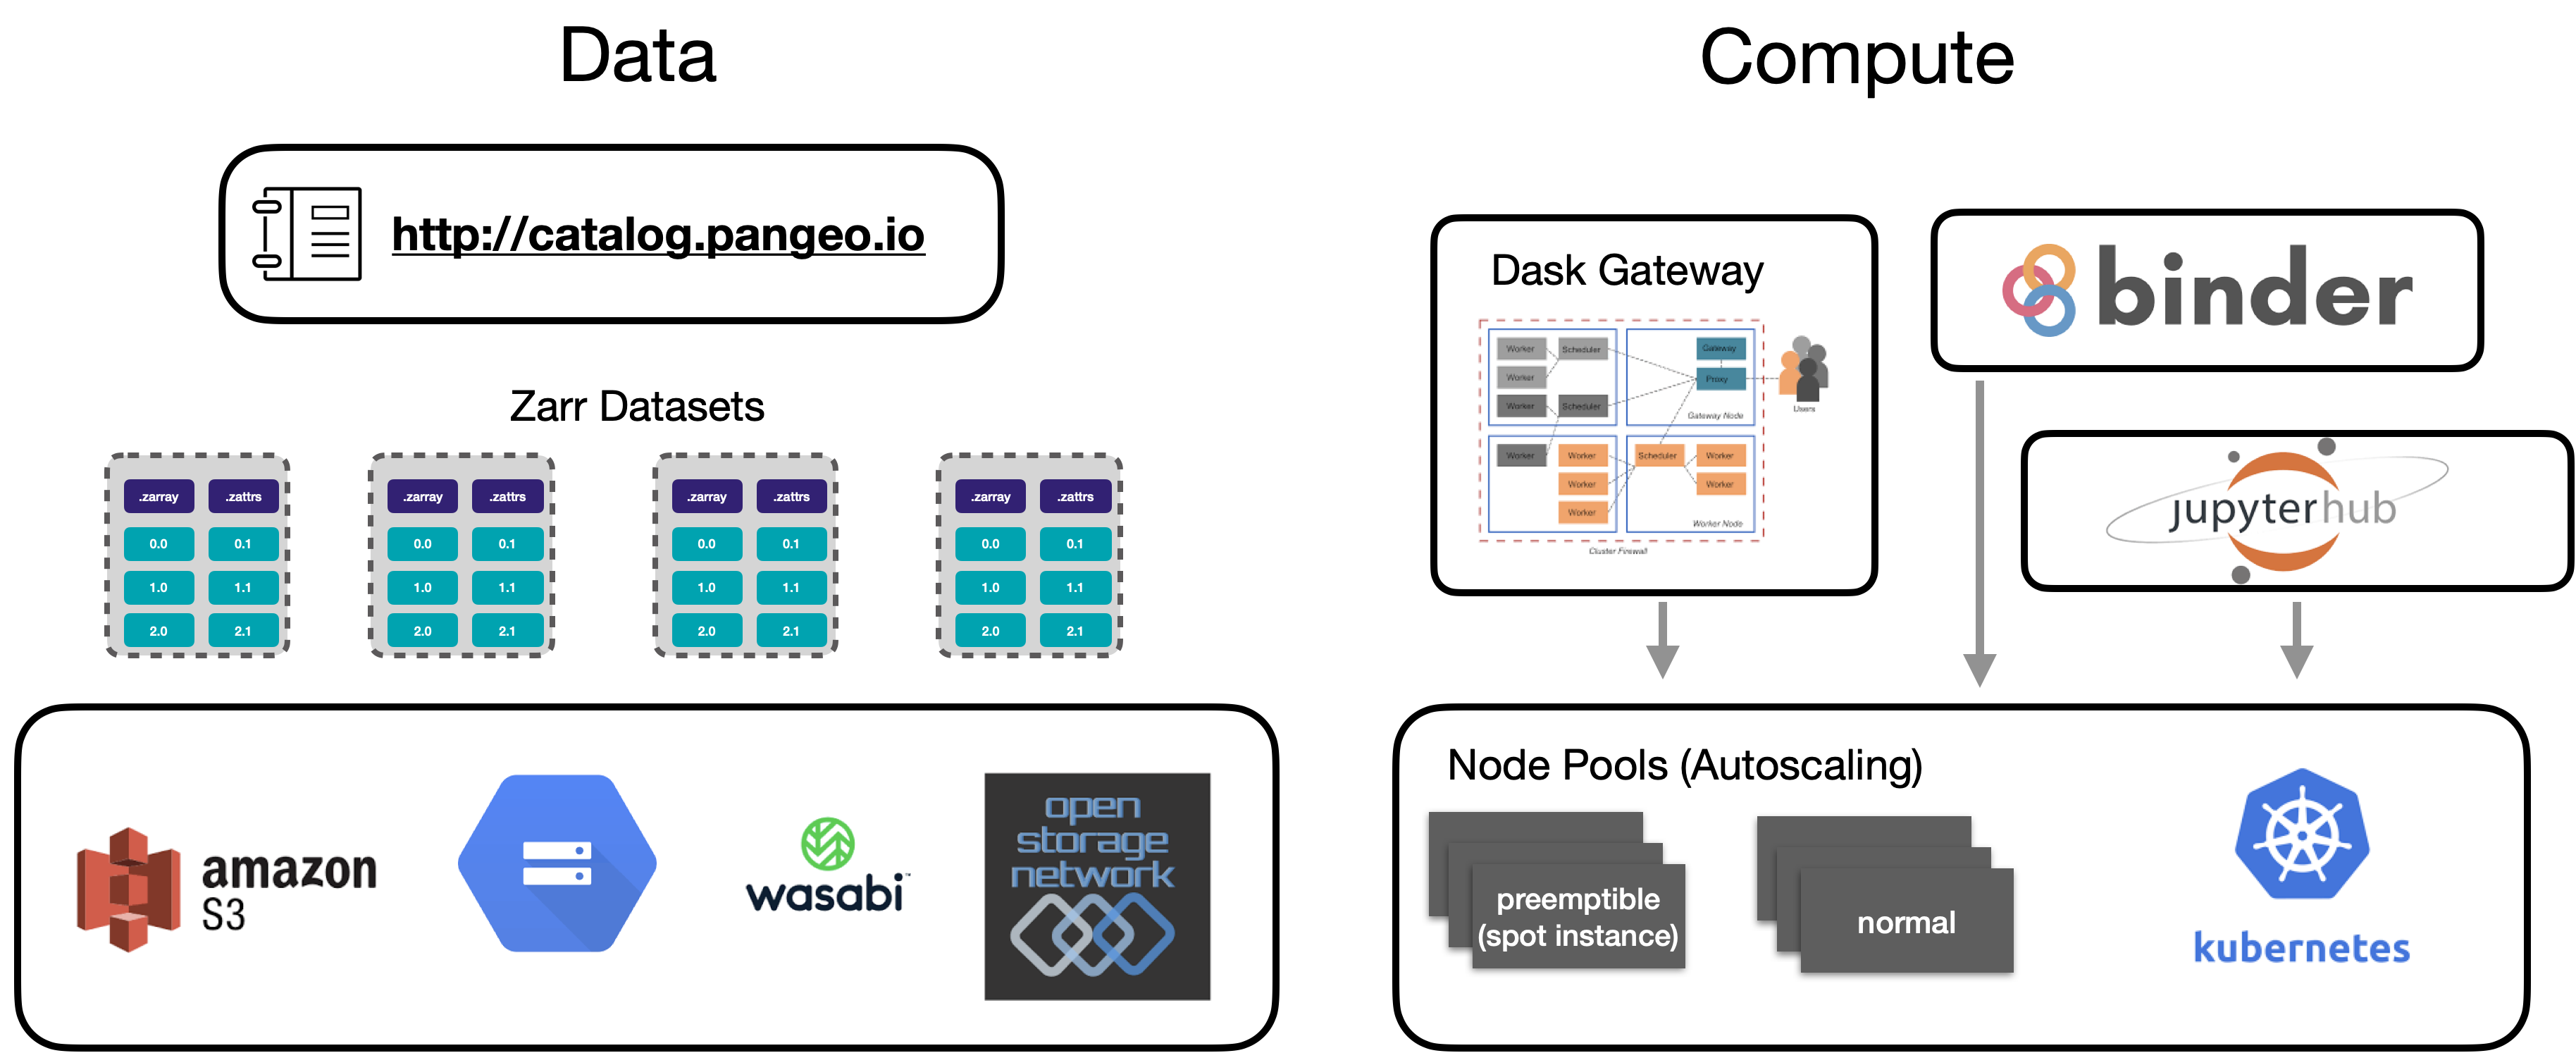 Data
http://catalog.pangeo.io
Zarr Datasets
.zarray .zattrs
0.0 0.1
1.0 1.1
2.0 2.1
.zarray .zattrs
0.0 0.1
1.0 1.1
2.0 2.1
.zarray .zattrs
0.0 0.1
1.0 1.1
2.0 2.1
.zarray .zattrs
0.0 0.1
1.0 1.1
2.0 2.1
amazon
S3
wasabi
open
storage
network
Compute
Dask Gateway
Worker Scheduler Gateway
Worker Proxy
Worker Scheduler
Gateway Node
Users
Worker Worker Scheduler Worker
Worker Worker
Worker
Worker Node
Cluster Firewall
binder
jupyterhub
Node Pools (Autoscaling)
preemptible
(spot instance)
normal
kubernetes